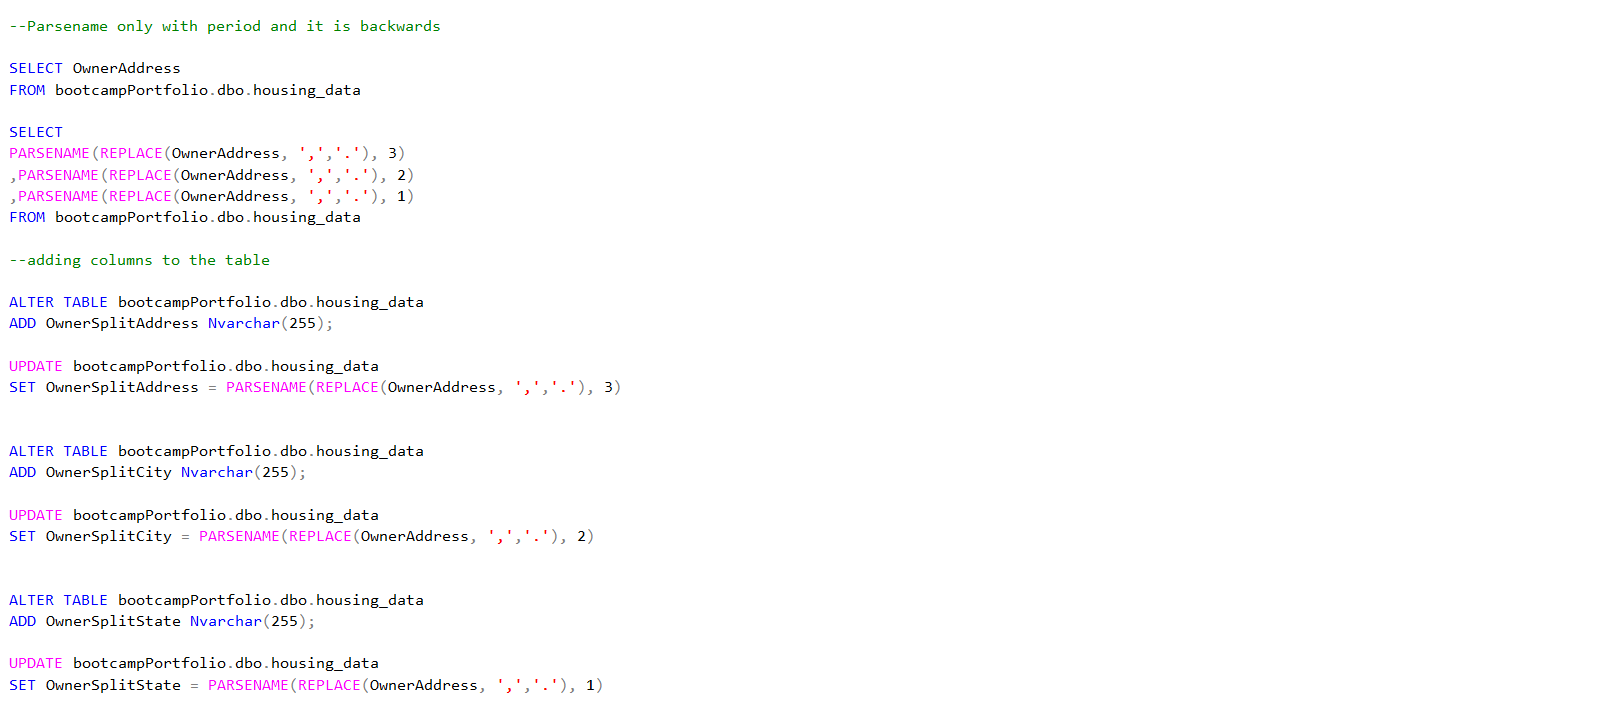 --Parsename only with period and it is backwards
SELECT OwnerAddress
FROM bootcampPortfolio.dbo.housing_data
SELECT
PARSENAME(REPLACE(OwnerAddress, ',','.'), 3)
,PARSENAME(REPLACE(OwnerAddress, ',','.'), 2)
,PARSENAME(REPLACE(OwnerAddress, ',','.'), 1)
FROM bootcampPortfolio.dbo.housing_data
--adding columns to the table
ALTER TABLE bootcampPortfolio.dbo.housing_data
ADD OwnerSplitAddress Nvarchar(255);
UPDATE bootcampPortfolio.dbo.housing_data
SET OwnerSplitAddress = PARSENAME(REPLACE(OwnerAddress, ',','.'), 3)
ALTER TABLE bootcampPortfolio.dbo.housing_data
ADD OwnerSplitCity Nvarchar(255);
UPDATE bootcampPortfolio.dbo.housing_data
SET OwnerSplitCity = PARSENAME(REPLACE(OwnerAddress, ',','.'), 2)
ALTER TABLE bootcampPortfolio.dbo.housing_data
ADD OwnerSplitState Nvarchar(255);
UPDATE bootcampPortfolio.dbo.housing_data
SET OwnerSplitState = PARSENAME(REPLACE(OwnerAddress, ',','.'), 1)